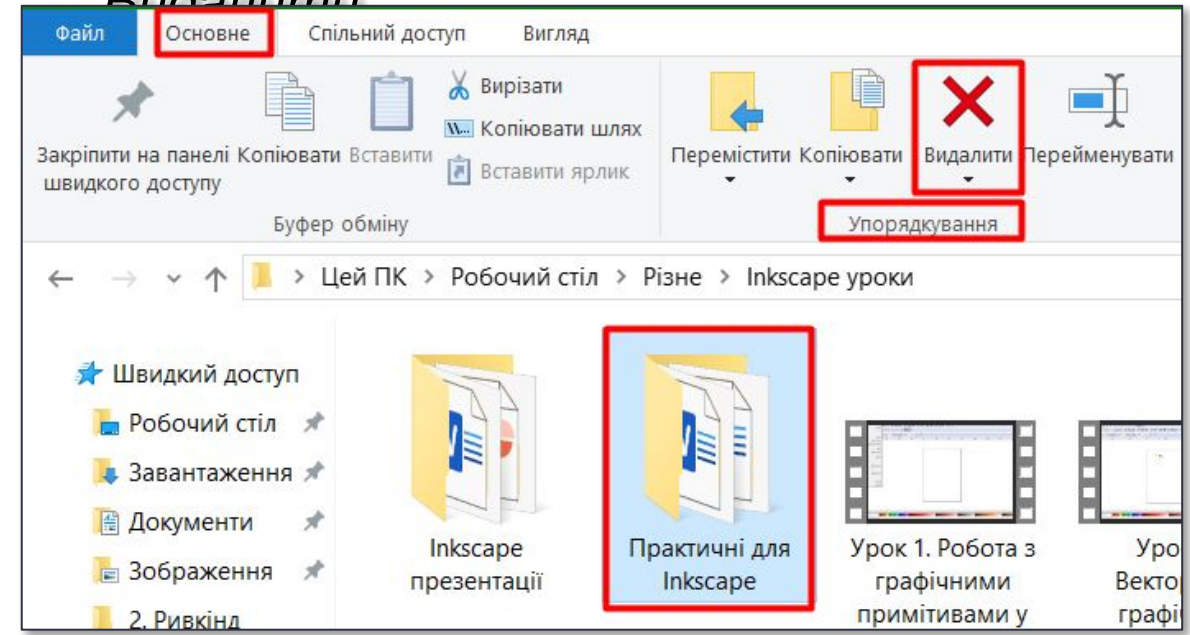 Видалити
Файл Основне Спільний доступ Вигляд
Вирізати
W... Копіювати шлях
Закріпити на панелі Копіювати Вставити
швидкого доступу
Вставити ярлик
Перемістити Копіювати Видалити Перейменувати
Буфер обміну
Упорядкування
Цей ПК > Робочий стіл > Різне > Inkscape уроки
Швидкий доступ
Робочий стіл
Завантаження
Документи
Зображення
2. Ривкінд
Inkscape
презентації
Практичні для
Inkscape
Урок 1. Робота з
графічними
примітивами у
Уро
Векто
графі